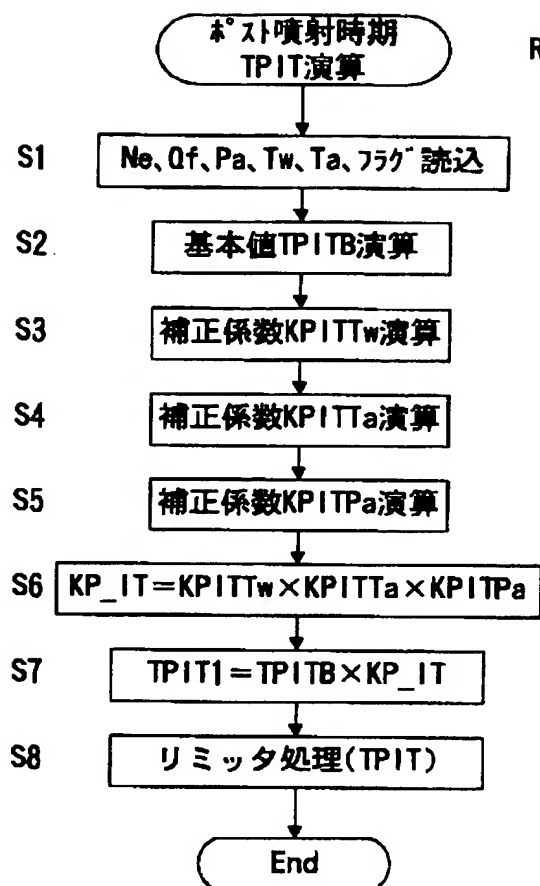 ポスト噴射時期
TPIT演算
R
S1 Ne、Qf、Pa、Tw、Ta、フラグ読込
S2 基本値TPITB演算
S3 補正係数KPITTw演算
S4 補正係数KPITTa演算
S5 補正係数KPITPa演算
S6 KP_IT=KPITTw×KPITTa×KPITPa
S7 TPIT1=TPITB×KP_IT
S8 リミッタ処理(TPIT)
End